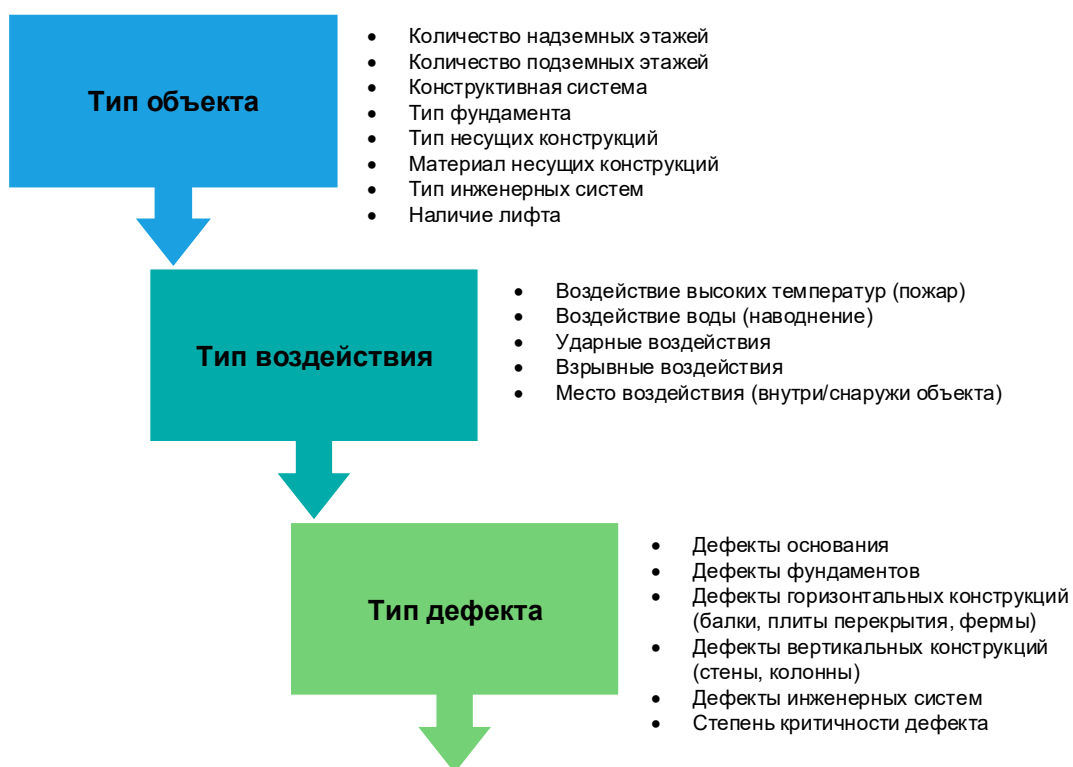 Тип объекта
• Количество надземных этажей
• Количество подземных этажей
• Конструктивная система
• Тип фундамента
• Тип несущих конструкций
• Материал несущих конструкций
• Тип инженерных систем
• Наличие лифта
Тип воздействия
• Воздействие высоких температур (пожар)
• Воздействие воды (наводнение)
• Ударные воздействия
• Взрывные воздействия
• Место воздействия (внутри/снаружи объекта)
Тип дефекта
• Дефекты основания
• Дефекты фундаментов
• Дефекты горизонтальных конструкций
(балки, плиты перекрытия, фермы)
• Дефекты вертикальных конструкций
(стены, колонны)
• Дефекты инженерных систем
• Степень критичности дефекта